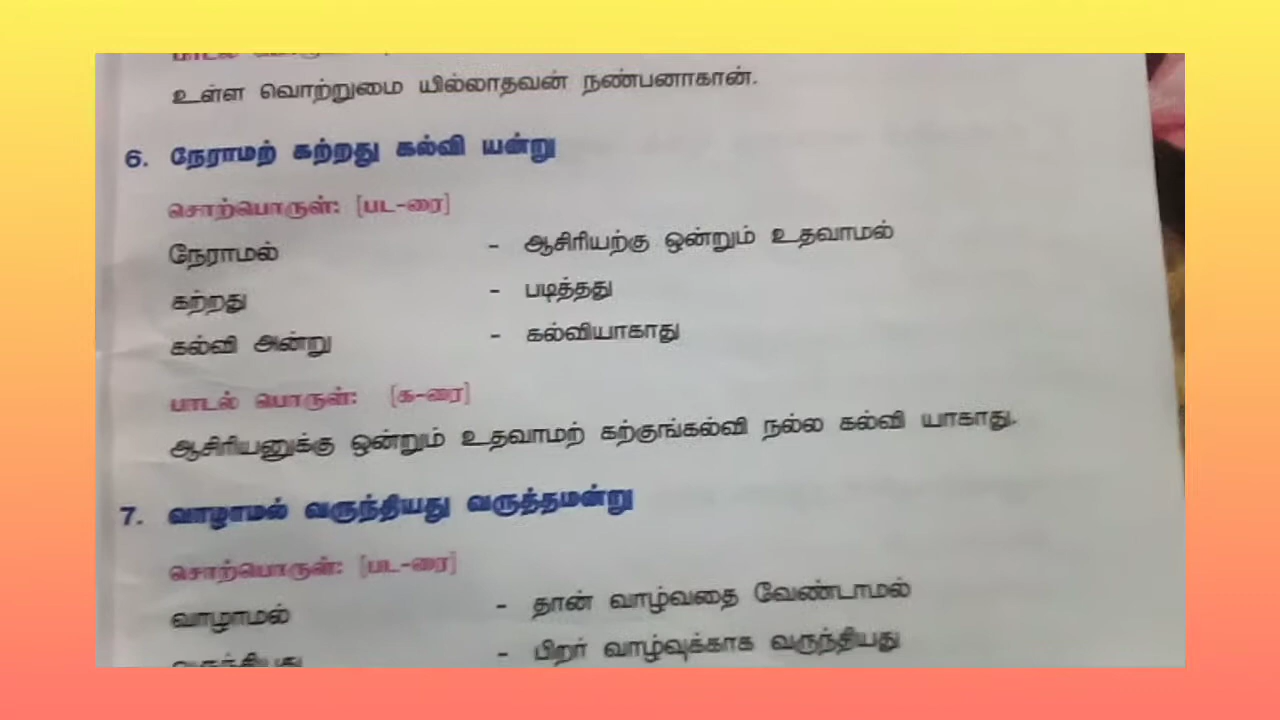 உள்ள வொற்றுமை யில்லாதவன் நண்பனாகான்.
6. நேராமற் கற்றது கல்வி யன்று
சொற்பொருள்: [பட-ரை]
நேராமல் - ஆசிரியற்கு ஒன்றும் உதவாமல்
கற்றது - படித்தது
கல்வி அன்று - கல்வியாகாது
பாடல் பொருள்: [க-ரை]
ஆசிரியனுக்கு ஒன்றும் உதவாமற் கற்குங்கல்வி நல்ல கல்வி யாகாது.
7. வாழாமல் வருந்தியது வருத்தமன்று
சொற்பொருள்: [பட-ரை]
வாழாமல் - தான் வாழ்வதை வேண்டாமல்
வருந்தியது - பிறர் வாழ்வுக்காக வருந்தியது